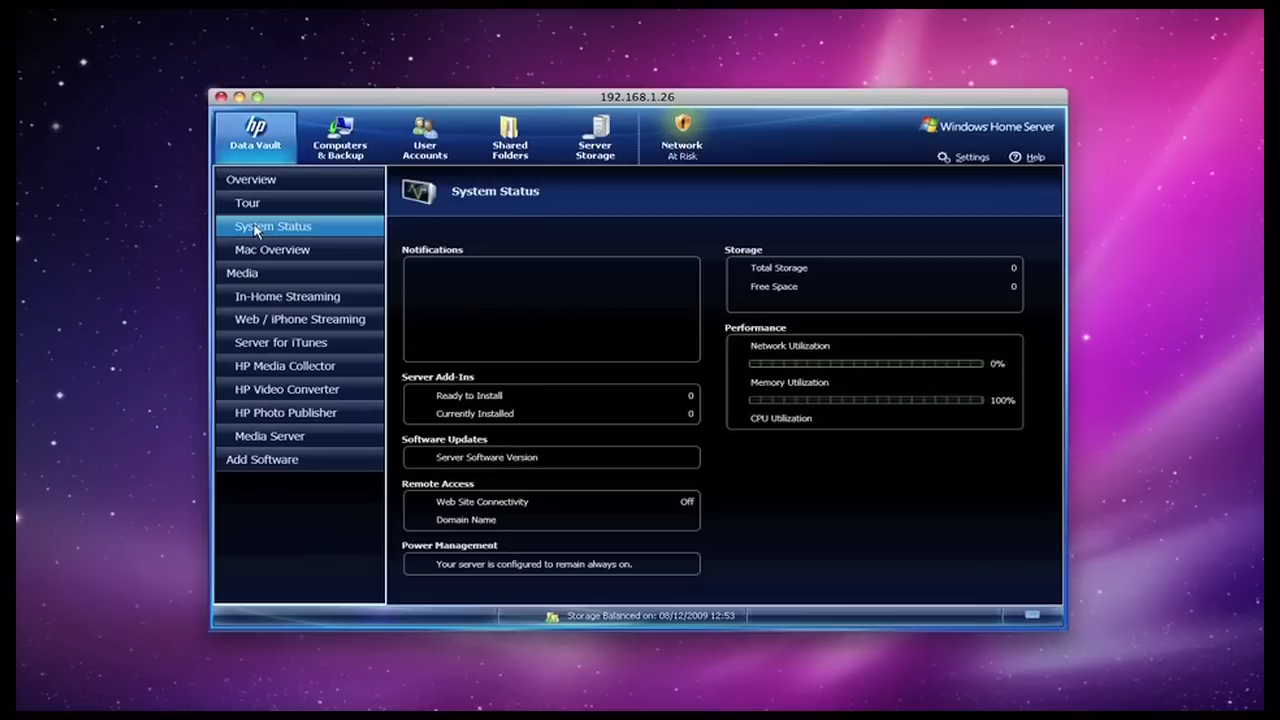 192.168.1.26
hp
Data Vault
Computers
& Backup
User
Accounts
Shared
Folders
Server
Storage
Network
At Risk
Windows Home Server
Settings
Help
Overview
Tour
System Status
Mac Overview
Media
In-Home Streaming
Web / iPhone Streaming
Server for iTunes
HP Media Collector
HP Video Converter
HP Photo Publisher
Media Server
Add Software
System Status
Notifications
Server Add-Ins
Ready to Install 0
Currently Installed 0
Software Updates
Server Software Version
Remote Access
Web Site Connectivity Off
Domain Name
Power Management
Your server is configured to remain always on.
Storage
Total Storage 0
Free Space 0
Performance
Network Utilization
0%
Memory Utilization
100%
CPU Utilization
Storage Balanced on: 08/12/2009 12:53